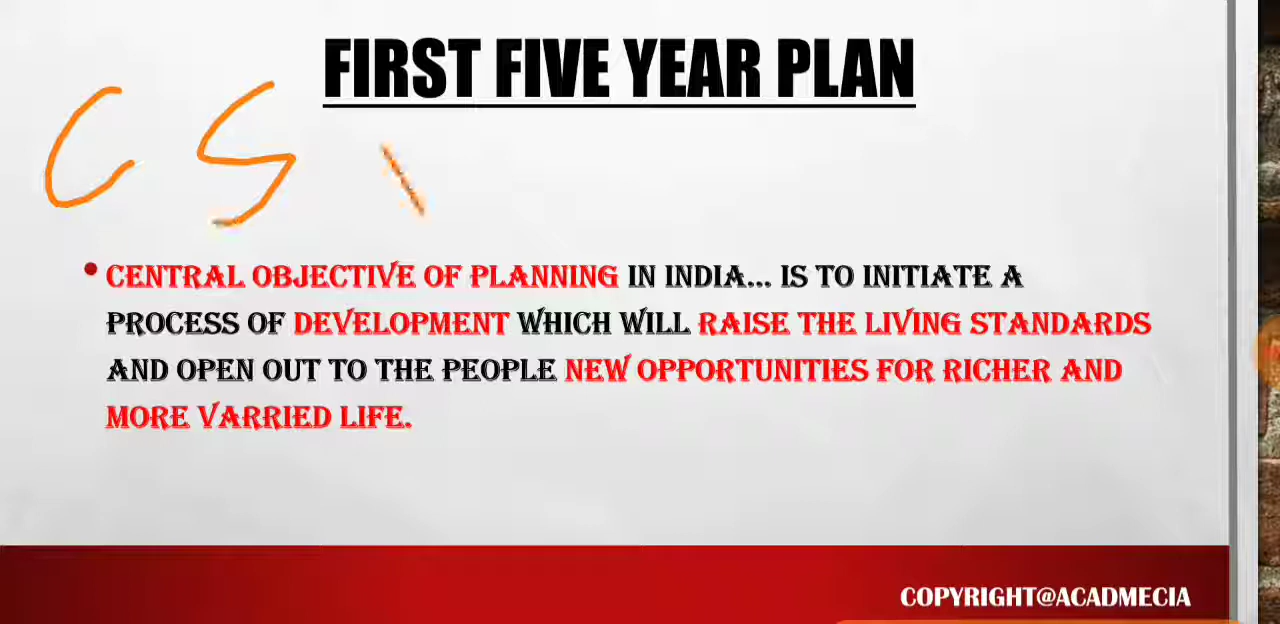 FIRST FIVE YEAR PLAN
C S \
• CENTRAL OBJECTIVE OF PLANNING IN INDIA... IS TO INITIATE A
PROCESS OF DEVELOPMENT WHICH WILL RAISE THE LIVING STANDARDS
AND OPEN OUT TO THE PEOPLE NEW OPPORTUNITIES FOR RICHER AND
MORE VARRIED LIFE.
COPYRIGHT@ACADMECIA